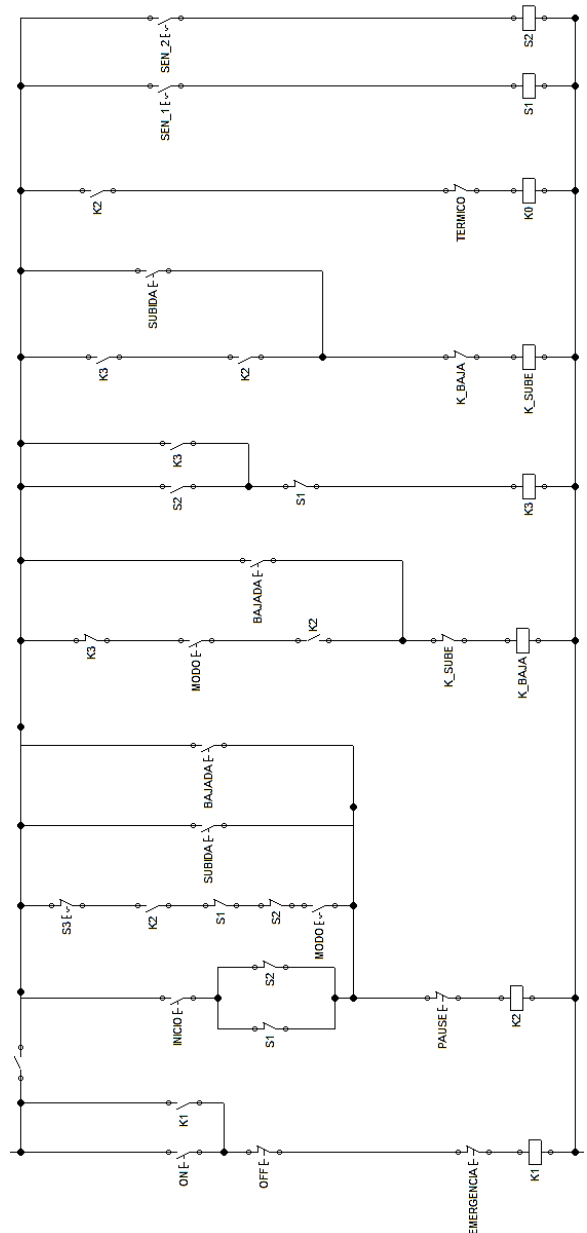 ON
OFF
EMERGENCIA
K1
K1
INICIO
S1
S2
PAUSE
K2
S3
K2
S1
S2
MODO
SUBIDA
BAJADA
K3
MODO
K2
K_SUBE
K_BAJA
BAJADA
S2
S1
K3
K3
K3
K2
K_BAJA
K_SUBE
SUBIDA
K2
TERMICO
K0
SEN_1
S1
SEN_2
S2